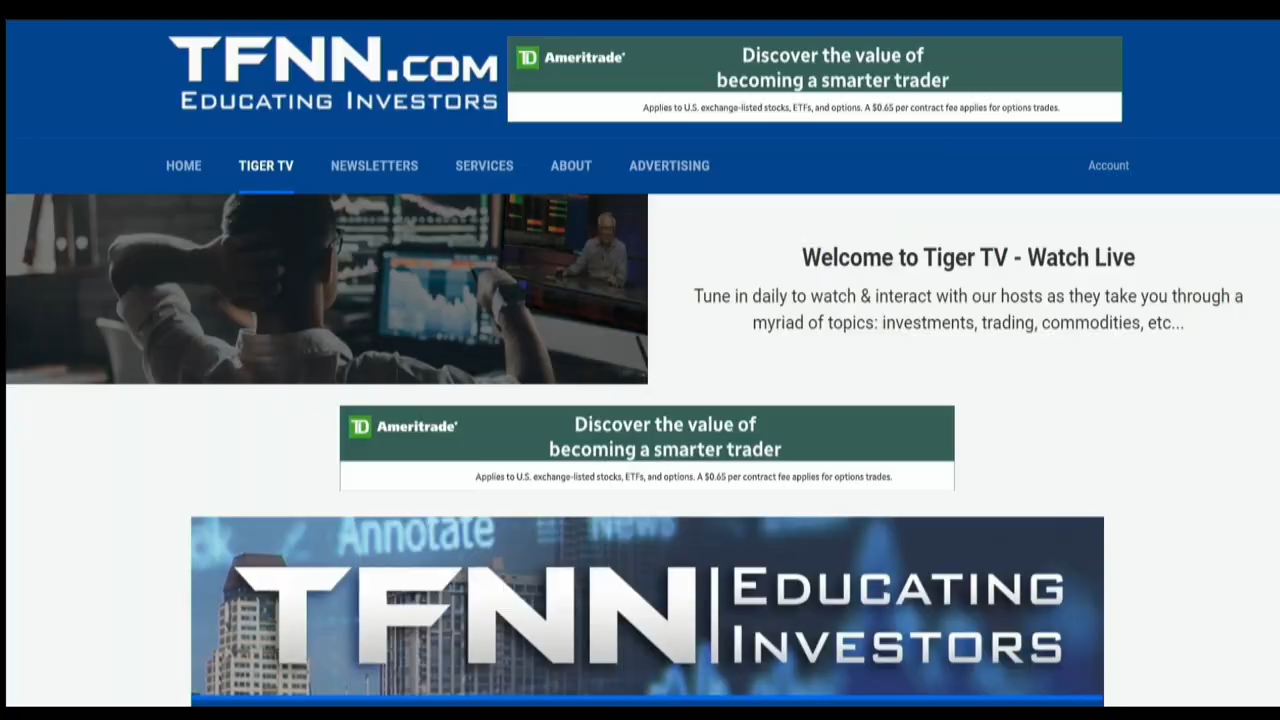 TFNN.COM
EDUCATING INVESTORS
TD Ameritrade®
Discover the value of
becoming a smarter trader
Applies to U.S. exchange-listed stocks, ETFs, and options. A $0.65 per contract fee applies for options trades.
HOME TIGER TV NEWSLETTERS SERVICES ABOUT ADVERTISING Account
Welcome to Tiger TV - Watch Live
Tune in daily to watch & interact with our hosts as they take you through a
myriad of topics: investments, trading, commodities, etc...
TD Ameritrade®
Discover the value of
becoming a smarter trader
Applies to U.S. exchange-listed stocks, ETFs, and options. A $0.65 per contract fee applies for options trades.
Annotate News
TFNN EDUCATING
INVESTORS